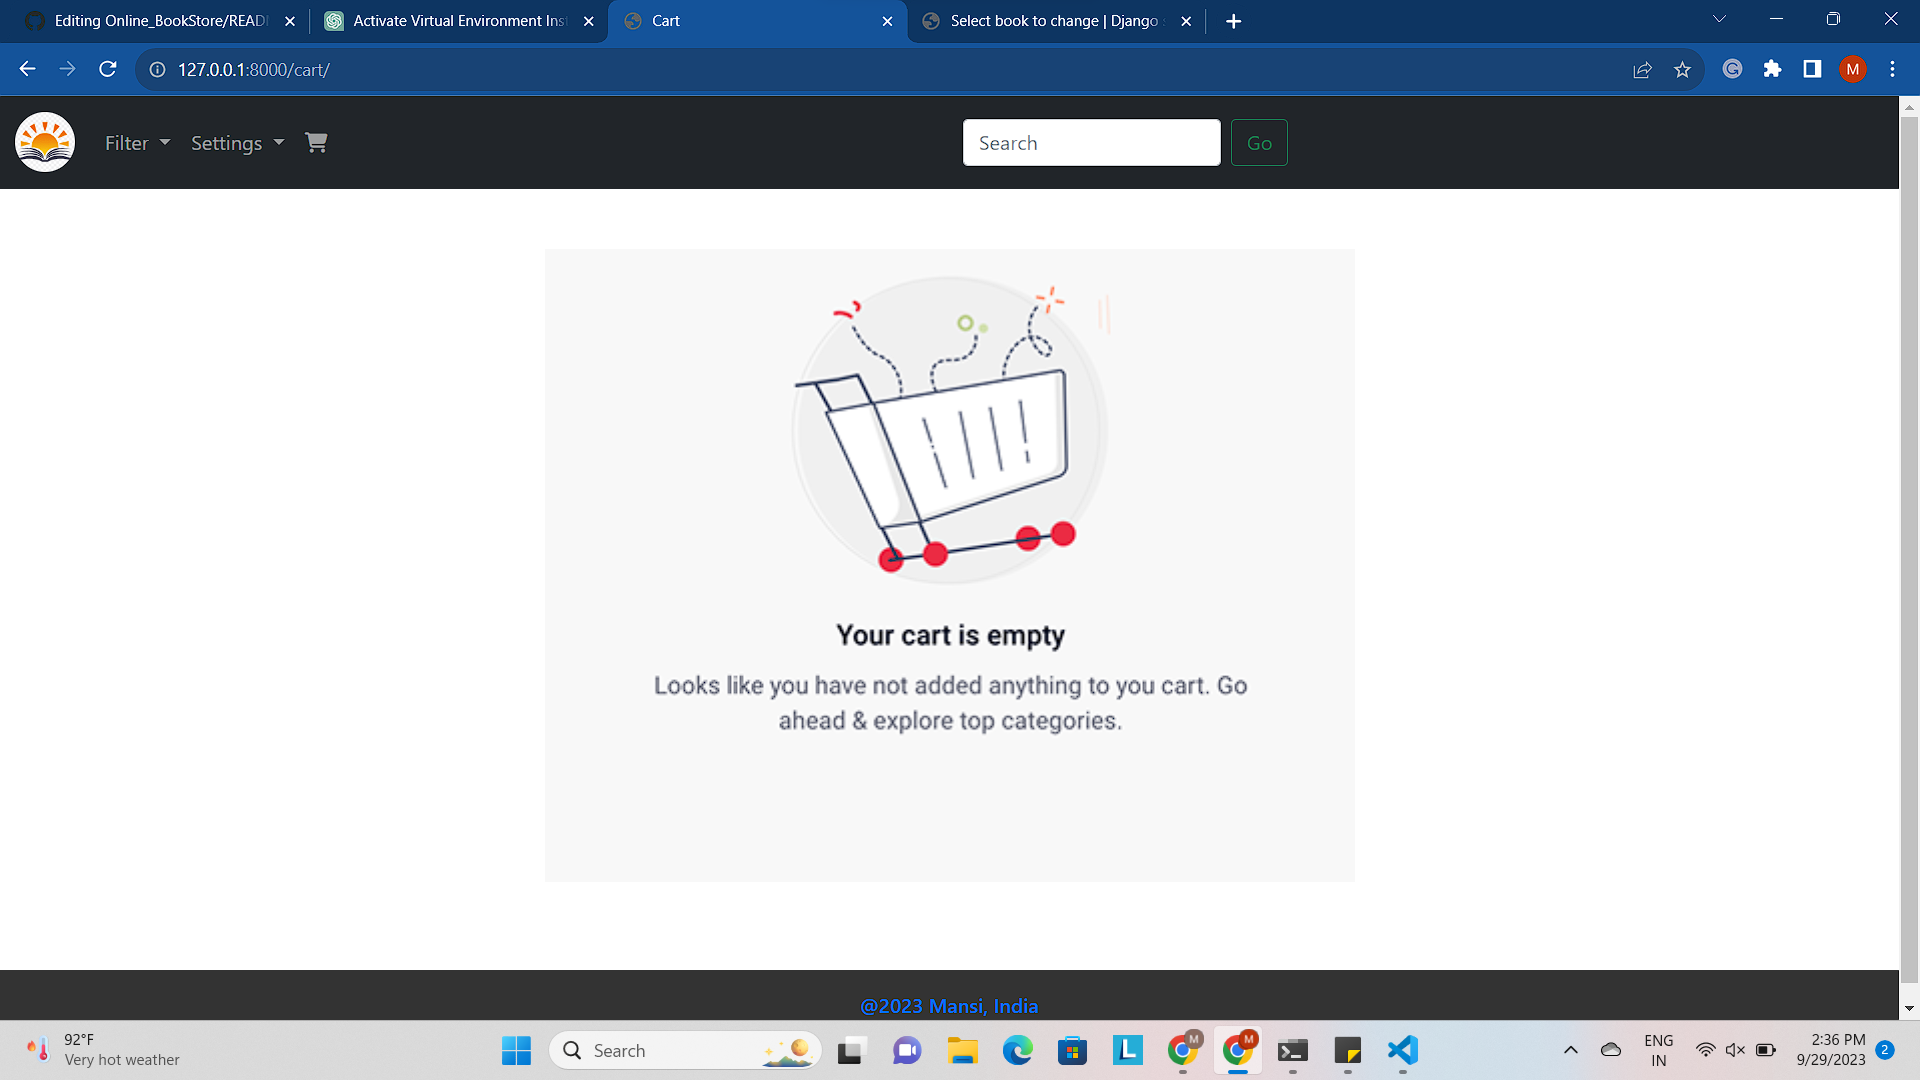 Editing Online_BookStore/READ
Activate Virtual Environment Ins
Cart
Select book to change | Django
127.0.0.1:8000/cart/
M
Filter
Settings
Search
Go
Your cart is empty
Looks like you have not added anything to you cart. Go
ahead & explore top categories.
@2023 Mansi, India
92°F
Very hot weather
Search
L
M
M
ENG
IN
2:36 PM
9/29/2023
2